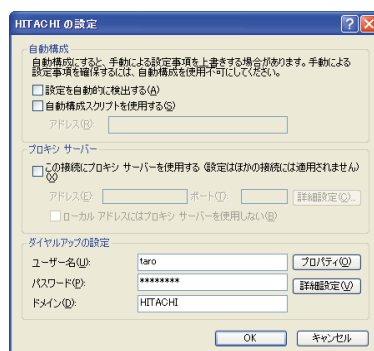 HITACHI の設定
自動構成
自動構成にすると、手動による設定事項を上書きする場合があります。手動による
設定事項を確保するには、自動構成を使用不可にしてください。
設定を自動的に検出する(A)
自動構成スクリプトを使用する(S)
アドレス(R):
プロキシ サーバー
この接続にプロキシ サーバーを使用する (設定はほかの接続には適用されません)
(X)
アドレス(E): ポート(T): 詳細設定(C)...
ローカル アドレスにはプロキシ サーバーを使用しない(B)
ダイヤルアップの設定
ユーザー名(U): taro プロパティ(O)
パスワード(P): ******** 詳細設定(V)
ドメイン(D): HITACHI
OK キャンセル